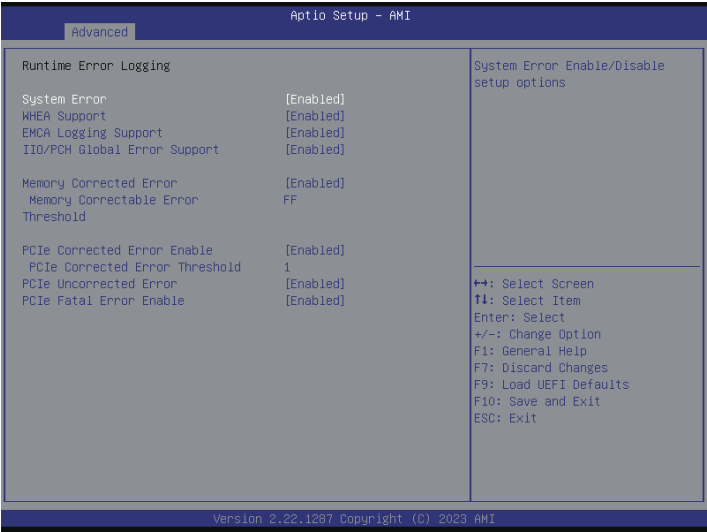 Aptio Setup - AMI
Advanced
Runtime Error Logging
System Error [Enabled]
WHEA Support [Enabled]
EMCA Logging Support [Enabled]
IIO/PCH Global Error Support [Enabled]
Memory Corrected Error [Enabled]
Memory Correctable Error FF
Threshold
PCIe Corrected Error Enable [Enabled]
PCIe Corrected Error Threshold 1
PCIe Uncorrected Error [Enabled]
PCIe Fatal Error Enable [Enabled]
System Error Enable/Disable
setup options
↔: Select Screen
↑↓: Select Item
Enter: Select
+/-: Change Option
F1: General Help
F7: Discard Changes
F9: Load UEFI Defaults
F10: Save and Exit
ESC: Exit
Version 2.22.1287 Copyright (C) 2023 AMI